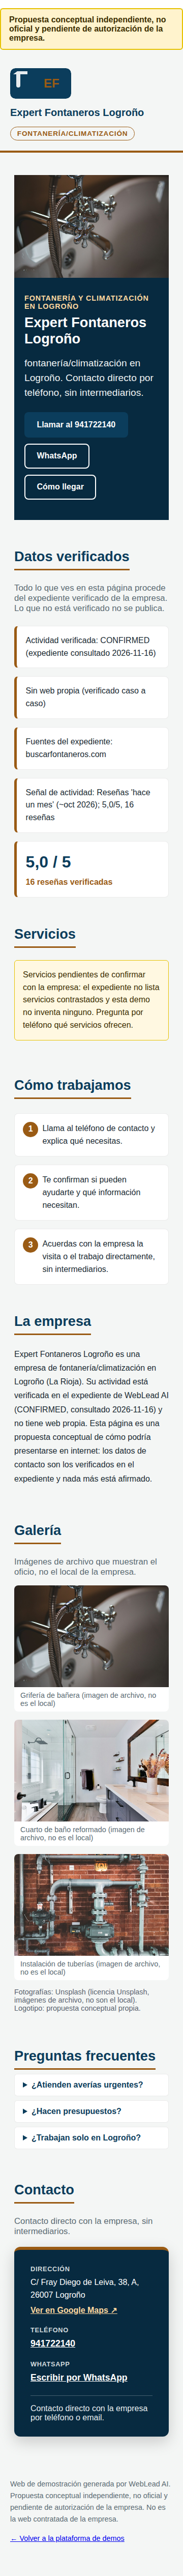 Propuesta conceptual independiente, no
oficial y pendiente de autorización de la
empresa.
EF
Expert Fontaneros Logroño
FONTANERÍA/CLIMATIZACIÓN
FONTANERÍA Y CLIMATIZACIÓN
EN LOGROÑO
Expert Fontaneros
Logroño
fontanería/climatización en
Logroño. Contacto directo por
teléfono, sin intermediarios.
Llamar al 941722140
WhatsApp
Cómo llegar
Datos verificados
Todo lo que ves en esta página procede
del expediente verificado de la empresa.
Lo que no está verificado no se publica.
Actividad verificada: CONFIRMED
(expediente consultado 2026-11-16)
Sin web propia (verificado caso a
caso)
Fuentes del expediente:
buscarfontaneros.com
Señal de actividad: Reseñas 'hace
un mes' (~oct 2026); 5,0/5, 16
reseñas
5,0 / 5
16 reseñas verificadas
Servicios
Servicios pendientes de confirmar
con la empresa: el expediente no lista
servicios contrastados y esta demo
no inventa ninguno. Pregunta por
teléfono qué servicios ofrecen.
Cómo trabajamos
1 Llama al teléfono de contacto y
explica qué necesitas.
2 Te confirman si pueden
ayudarte y qué información
necesitan.
3 Acuerdas con la empresa la
visita o el trabajo directamente,
sin intermediarios.
La empresa
Expert Fontaneros Logroño es una
empresa de fontanería/climatización en
Logroño (La Rioja). Su actividad está
verificada en el expediente de WebLead AI
(CONFIRMED, consultado 2026-11-16) y
no tiene web propia. Esta página es una
propuesta conceptual de cómo podría
presentarse en internet: los datos de
contacto son los verificados en el
expediente y nada más está afirmado.
Galería
Imágenes de archivo que muestran el
oficio, no el local de la empresa.
Grifería de bañera (imagen de archivo, no
es el local)
Cuarto de baño reformado (imagen de
archivo, no es el local)
Instalación de tuberías (imagen de archivo,
no es el local)
Fotografías: Unsplash (licencia Unsplash,
imágenes de archivo, no son el local).
Logotipo: propuesta conceptual propia.
Preguntas frecuentes
¿Atienden averías urgentes?
¿Hacen presupuestos?
¿Trabajan solo en Logroño?
Contacto
Contacto directo con la empresa, sin
intermediarios.
DIRECCIÓN
C/ Fray Diego de Leiva, 38, A,
26007 Logroño
Ver en Google Maps ↗
TELÉFONO
941722140
WHATSAPP
Escribir por WhatsApp
Contacto directo con la empresa
por teléfono o email.
Web de demostración generada por WebLead AI.
Propuesta conceptual independiente, no oficial y
pendiente de autorización de la empresa. No es
la web contratada de la empresa.
← Volver a la plataforma de demos